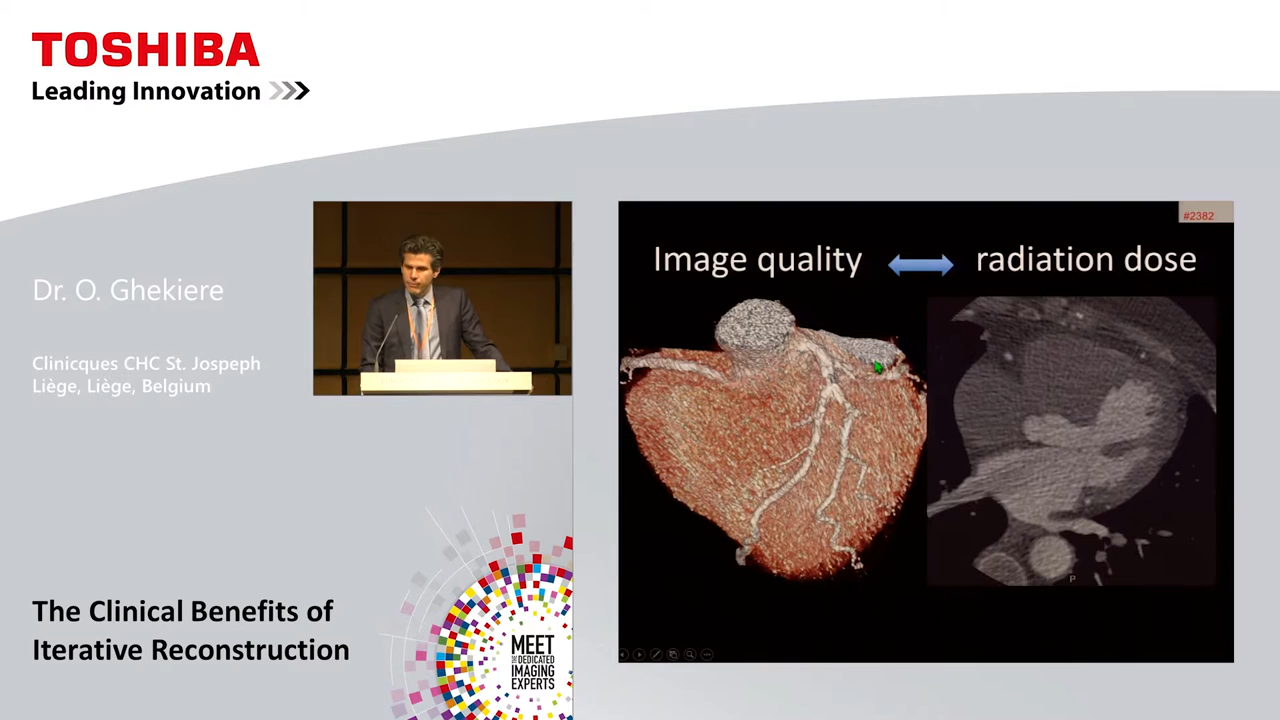 TOSHIBA
Leading Innovation
Dr. O. Ghekiere
Clinicques CHC St. Jospeph
Liège, Liège, Belgium
The Clinical Benefits of
Iterative Reconstruction
MEET
THE DEDICATED
IMAGING
EXPERTS
#2382
Image quality
radiation dose
P